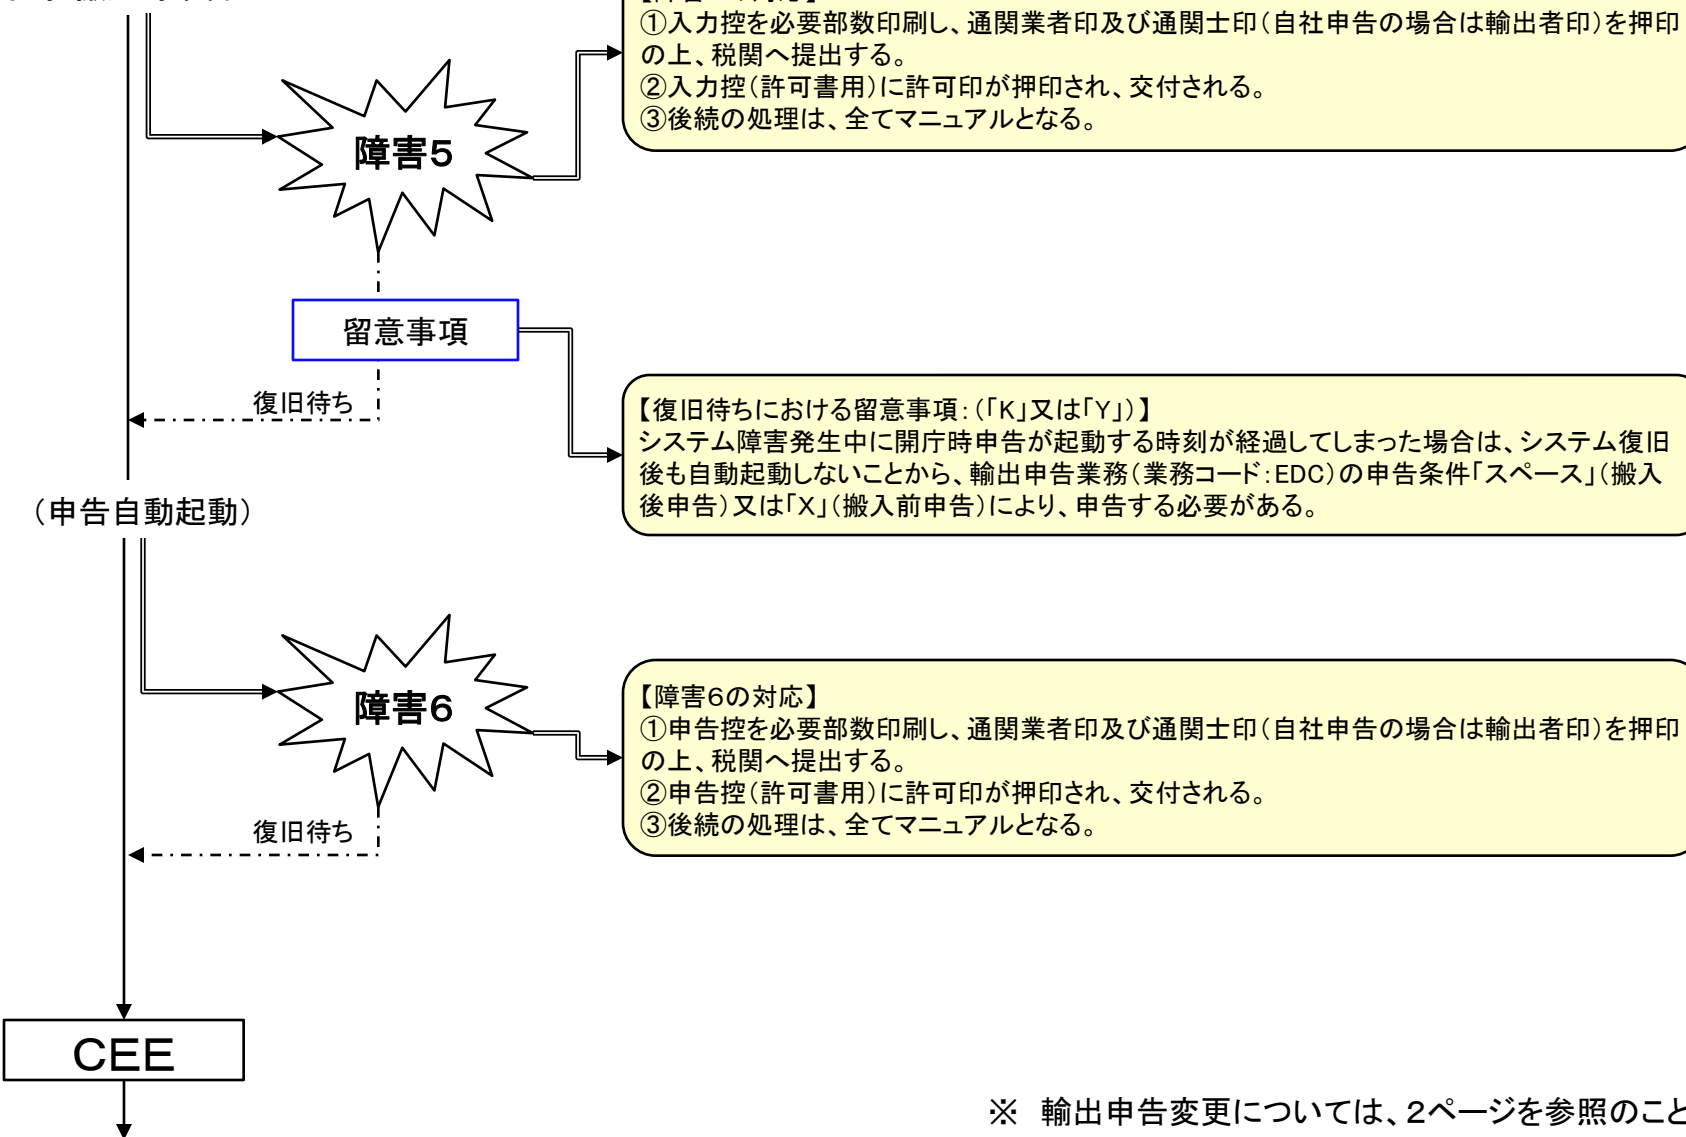 ①入力控を必要部数印刷し、通関業者印及び通関士印(自社申告の場合は輸出者印)を押印
の上、税関へ提出する。
②入力控(許可書用)に許可印が押印され、交付される。
③後続の処理は、全てマニュアルとなる。
障害5
留意事項
復旧待ち
【復旧待ちにおける留意事項:(「K」又は「Y」)】
システム障害発生中に開庁時申告が起動する時刻が経過してしまった場合は、システム復旧
後も自動起動しないことから、輸出申告業務(業務コード:EDC)の申告条件「スペース」(搬入
後申告)又は「X」(搬入前申告)により、申告する必要がある。
(申告自動起動)
障害6
【障害6の対応】
①申告控を必要部数印刷し、通関業者印及び通関士印(自社申告の場合は輸出者印)を押印
の上、税関へ提出する。
②申告控(許可書用)に許可印が押印され、交付される。
③後続の処理は、全てマニュアルとなる。
復旧待ち
CEE
※ 輸出申告変更については、2ページを参照のこと